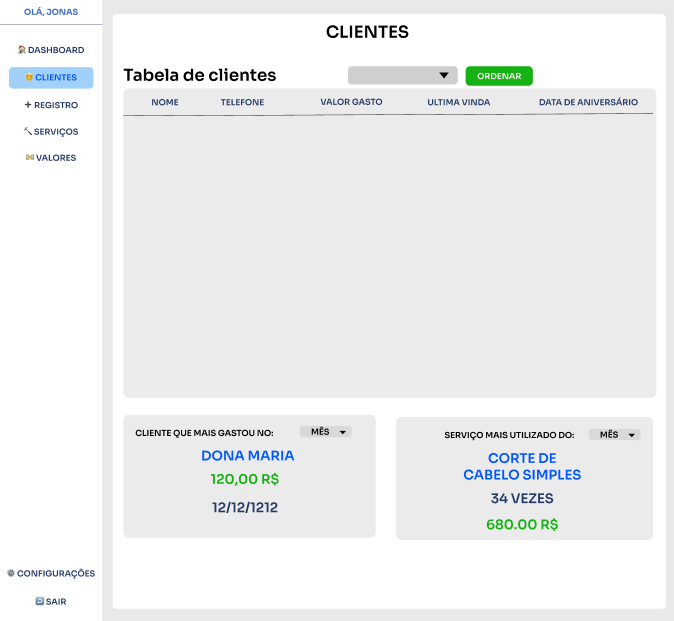 OLÁ, JONAS
DASHBOARD
CLIENTES
REGISTRO
SERVIÇOS
VALORES
CONFIGURAÇÕES
SAIR
CLIENTES
Tabela de clientes
ORDENAR
NOME TELEFONE VALOR GASTO ULTIMA VINDA DATA DE ANIVERSÁRIO
CLIENTE QUE MAIS GASTOU NO: MÊS
DONA MARIA
120,00 R$
12/12/1212
SERVIÇO MAIS UTILIZADO DO: MÊS
CORTE DE
CABELO SIMPLES
34 VEZES
680.00 R$